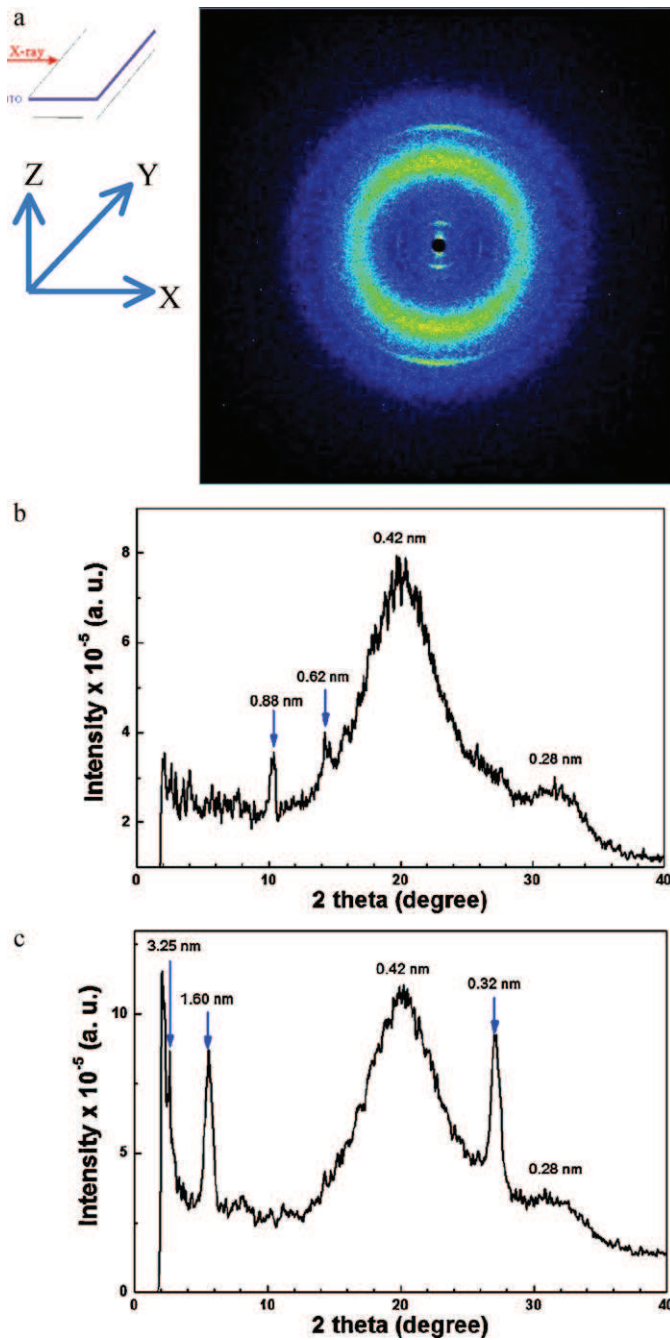 a
X-ray
Z
Y
X
b
0.42 nm
0.62 nm
0.88 nm
0.28 nm
8
6
4
2
Intensity x 10⁻⁵ (a. u.)
0
10
20
30
40
2 theta (degree)
c
3.25 nm
1.60 nm
0.42 nm
0.32 nm
0.28 nm
10
5
0
Intensity x 10⁻⁵ (a. u.)
0
10
20
30
40
2 theta (degree)